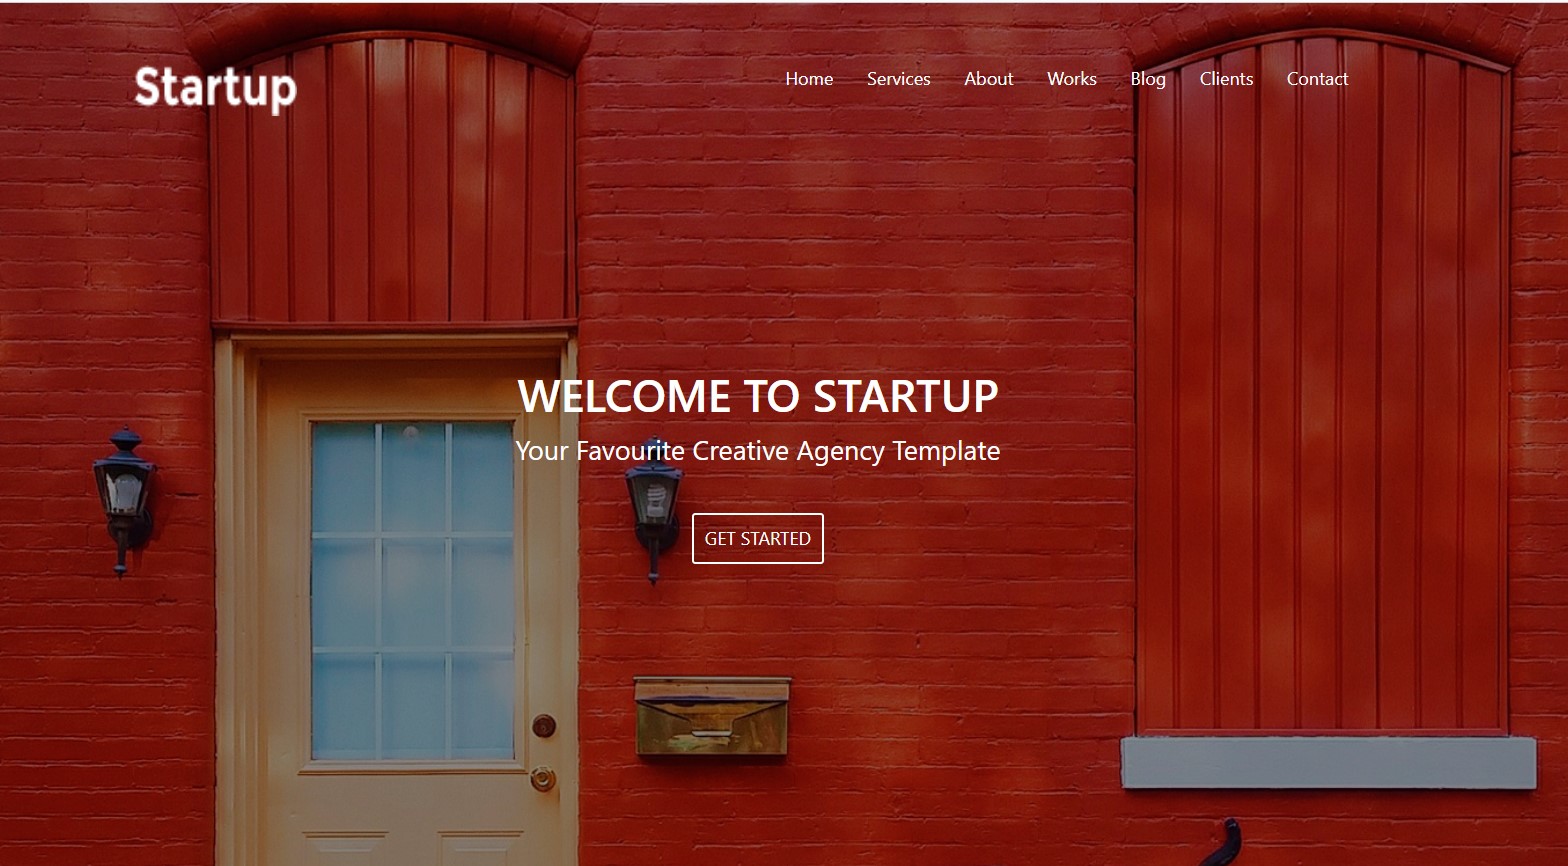 Startup
Home Services About Works Blog Clients Contact
WELCOME TO STARTUP
Your Favourite Creative Agency Template
GET STARTED